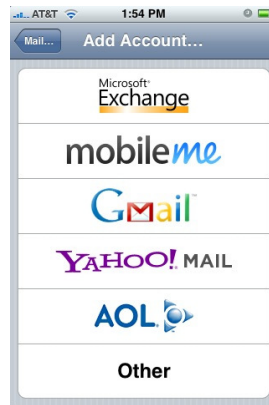 AT&T 1:54 PM
Mail... Add Account...
Microsoft
Exchange
mobileme
Gmail
YAHOO! MAIL
AOL
Other